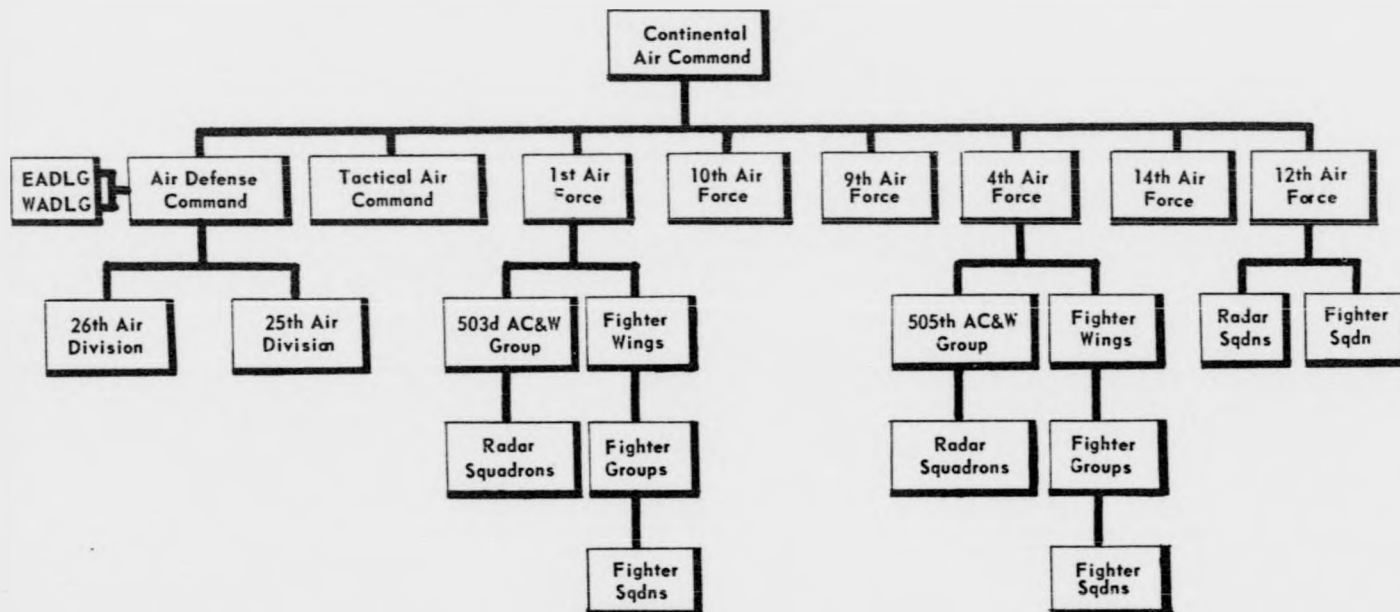 Continental
Air Command
EADLG
WADLG
Air Defense
Command
Tactical Air
Command
1st Air
Force
10th Air
Force
9th Air
Force
4th Air
Force
14th Air
Force
12th Air
Force
26th Air
Division
25th Air
Division
503d AC&W
Group
Fighter
Wings
505th AC&W
Group
Fighter
Wings
Radar
Sqdns
Fighter
Sqdn
Radar
Squadrons
Fighter
Groups
Radar
Squadrons
Fighter
Groups
Fighter
Sqdns
Fighter
Sqdns